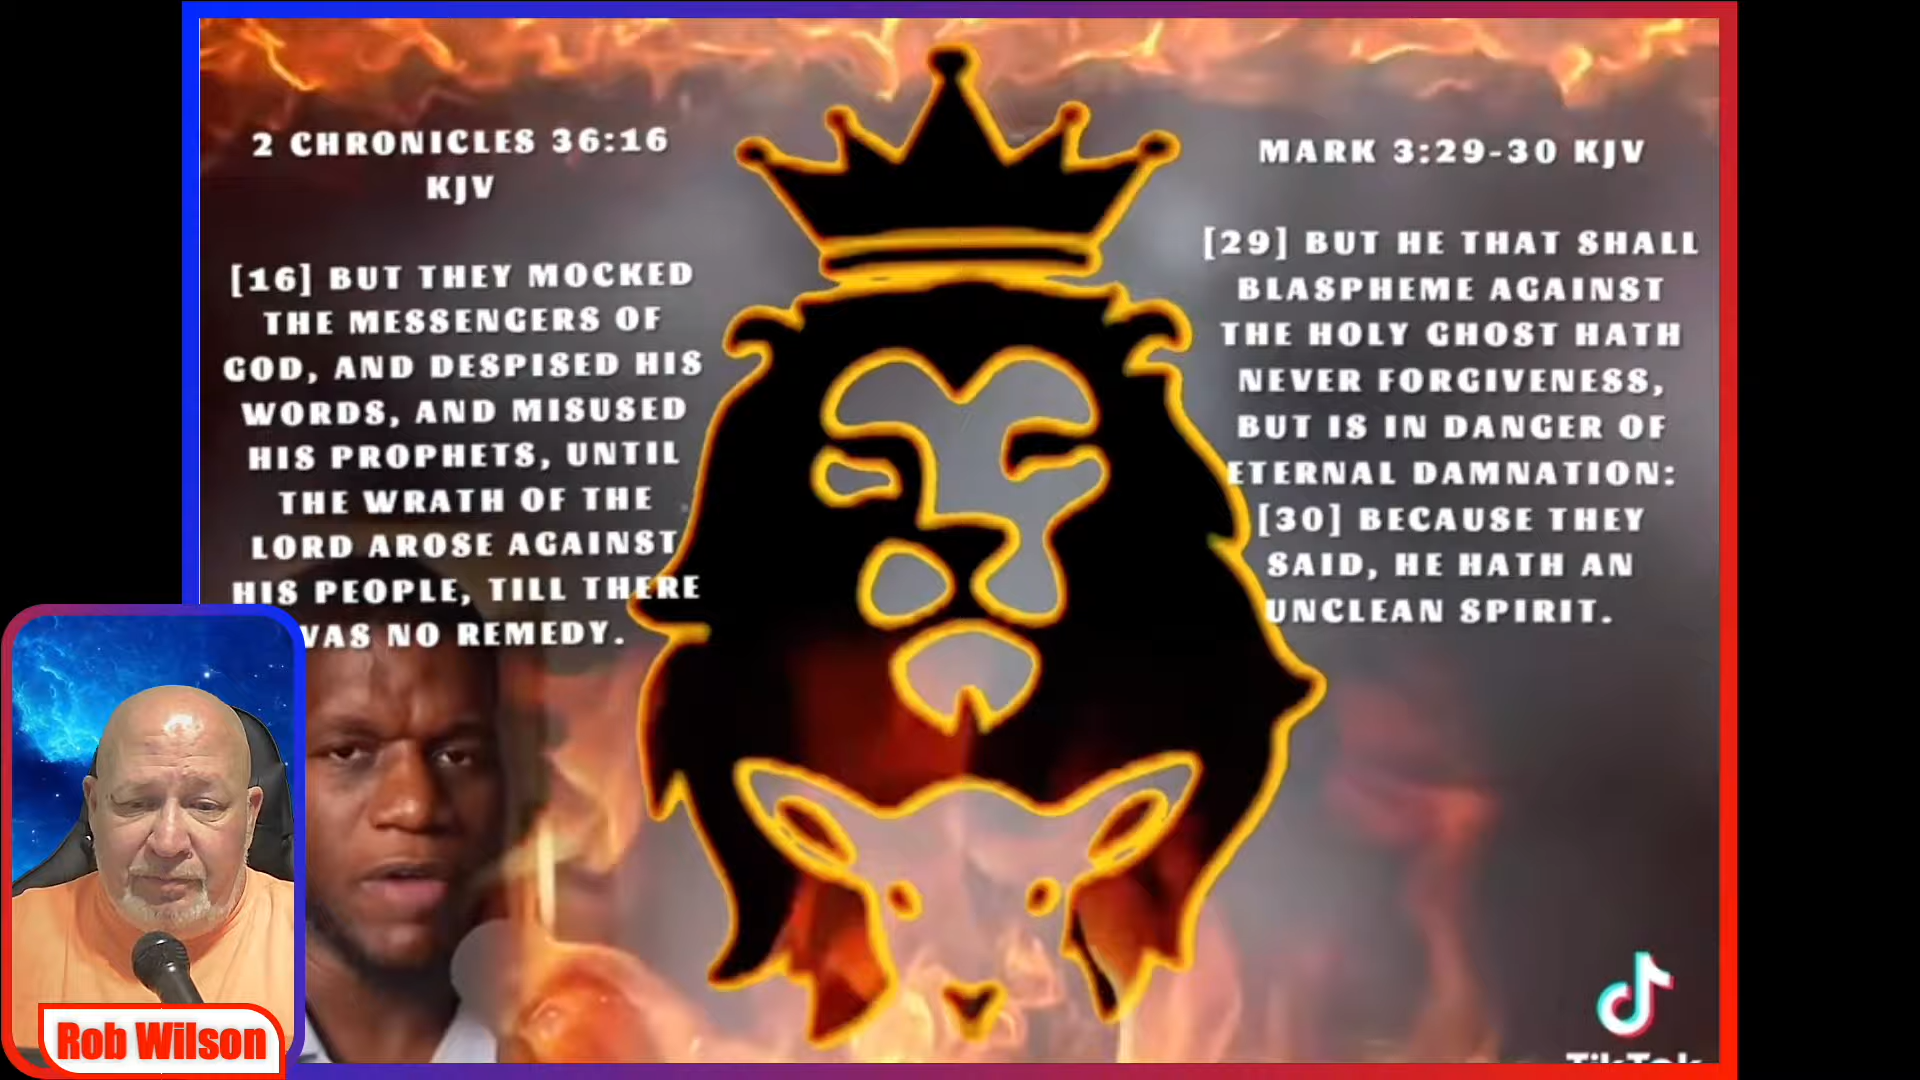 2 CHRONICLES 36:16
KJV
[16] BUT THEY MOCKED
THE MESSENGERS OF
GOD, AND DESPISED HIS
WORDS, AND MISUSED
HIS PROPHETS, UNTIL
THE WRATH OF THE
LORD AROSE AGAINST
HIS PEOPLE, TILL THERE
WAS NO REMEDY.
MARK 3:29-30 KJV
[29] BUT HE THAT SHALL
BLASPHEME AGAINST
THE HOLY GHOST HATH
NEVER FORGIVENESS,
BUT IS IN DANGER OF
ETERNAL DAMNATION:
[30] BECAUSE THEY
SAID, HE HATH AN
UNCLEAN SPIRIT.
Rob Wilson
TikTok